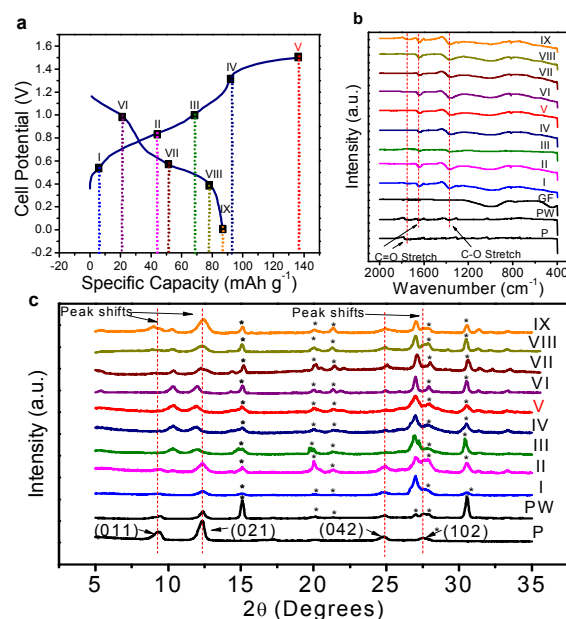 a
Cell Potential (V)
1.6
1.4
1.2
1.0
0.8
0.6
0.4
0.2
0.0
I
II
III
IV
V
VI
VII
VIII
IX
0 20 40 60 80 100 120 140
Specific Capacity (mAh g⁻¹)
b
Intensity (a.u.)
IX
VIII
VII
VI
V
IV
III
II
I
GF
PW
P
C=O Stretch
C-O Stretch
2000 1600 1200 800 400
Wavenumber (cm⁻¹)
c
Intensity (a.u.)
Peak shifts
Peak shifts
* * * * * * IX
* * * * * * VIII
* * * * * * VII
* * * * * * VI
* * * * * * V
* * * * * * IV
* * * * * III
* * * * * * II
* * * * * I
* * * * * * PW
* P
(011) (021) (042) (102)
5 10 15 20 25 30 35
2θ (Degrees)